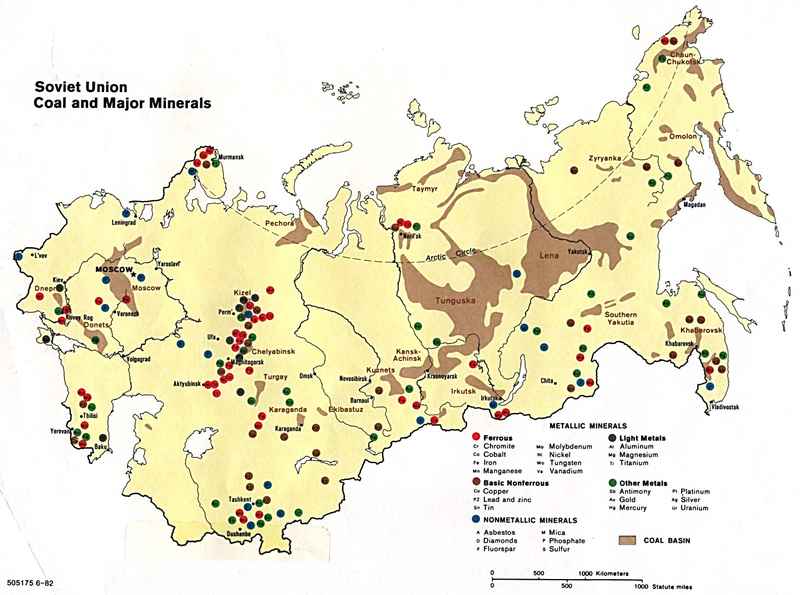 Soviet Union
Coal and Major Minerals
Chaun-
Chukotsk
Omolon
Zyryanka
Magadan
Murmansk
Taymyr
Leningrad
Pechora
Noril'sk
Arctic Circle
Lena
Yakutsk
L'vov
MOSCOW
Yaroslavl'
Kiev
Dnepr
Moscow
Kizel
Perm'
Tunguska
Krivoy Rog
Voronezh
Donets
Ufa
Chelyabinsk
Magnitogorsk
Southern
Yakutia
Khabarovsk
Khabarovsk
Volgograd
Kansk-
Achinsk
Turgay
Omsk
Kuznets
Novosibirsk
Krasnoyarsk
Aktyubinsk
Barnaul
Irkutsk
Irkutsk
Chita
Vladivostok
Tbilisi
Karaganda
Ekibastuz
Karaganda
Yerevan
Baku
Tashkent
Dushanbe
METALLIC MINERALS
Ferrous
Cr Chromite
Co Cobalt
Fe Iron
Mn Manganese
Mo Molybdenum
Ni Nickel
Wo Tungsten
Va Vanadium
Light Metals
Al Aluminum
Mg Magnesium
Ti Titanium
Basic Nonferrous
Cu Copper
PZ Lead and zinc
Sn Tin
Other Metals
Sb Antimony
Au Gold
Hg Mercury
Pt Platinum
Ag Silver
Ur Uranium
NONMETALLIC MINERALS
A Asbestos
D Diamonds
F Fluorspar
M Mica
P Phosphate
S Sulfur
COAL BASIN
0 500 1000 Kilometers
0 500 1000 Statute miles
505175 6-82